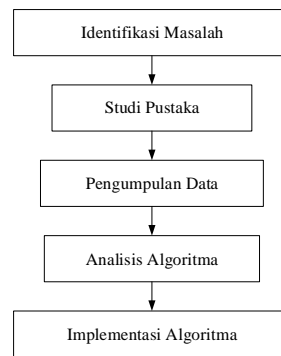 Identifikasi Masalah
Studi Pustaka
Pengumpulan Data
Analisis Algoritma
Implementasi Algoritma